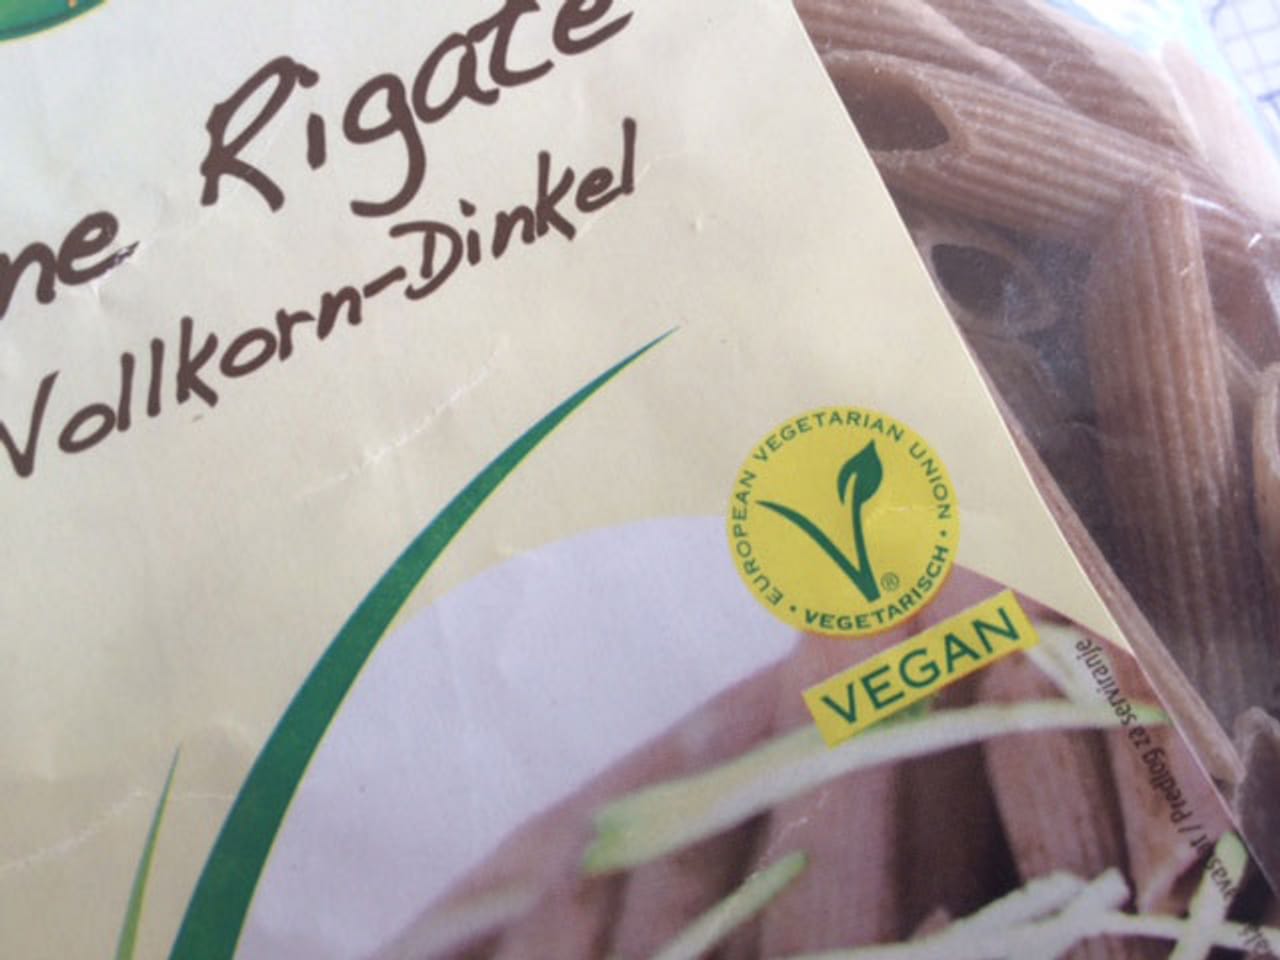 ne Rigate
Vollkorn-Dinkel
EUROPEAN VEGETARIAN UNION
• VEGETARISCH •
®
VEGAN
/ Predlog za serviranje